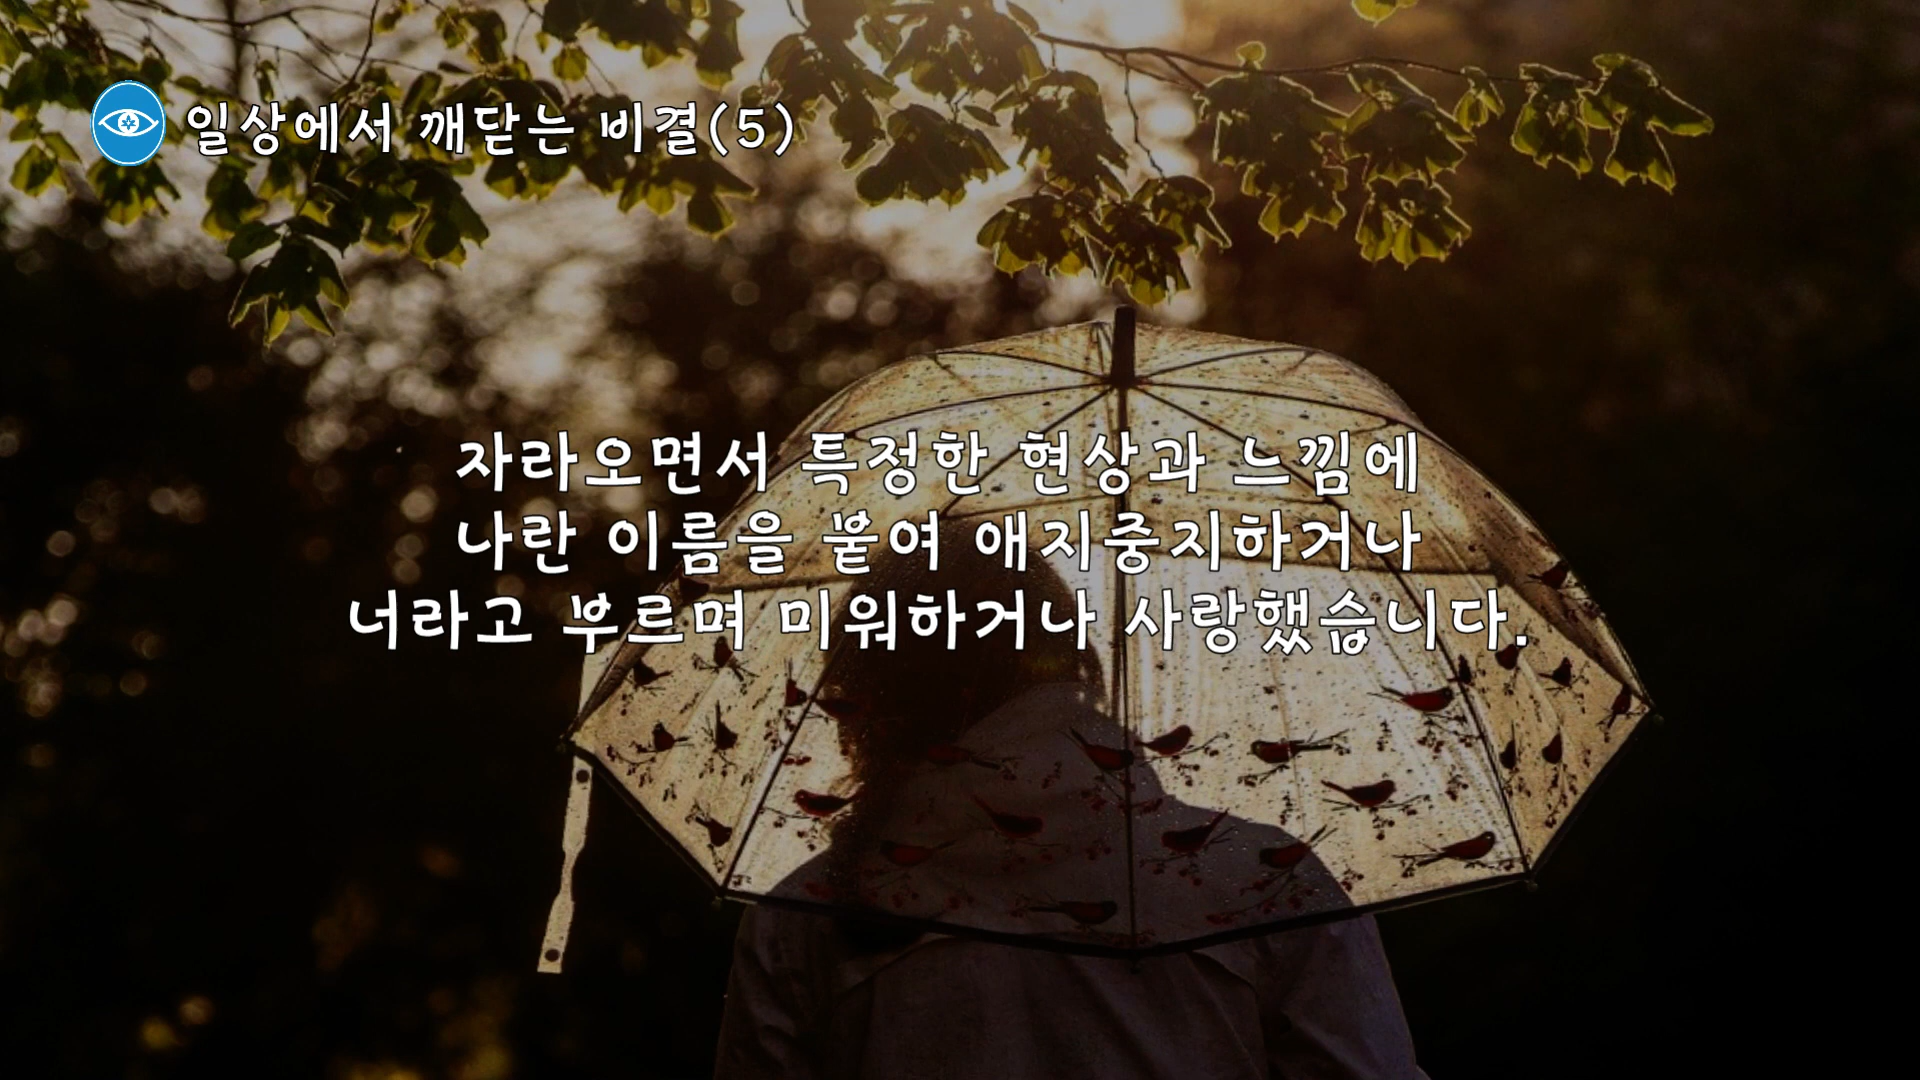 일상에서 깨닫는 비결(5)
자라오면서 특정한 현상과 느낌에
나란 이름을 붙여 애지중지하거나
너라고 부르며 미워하거나 사랑했습니다.